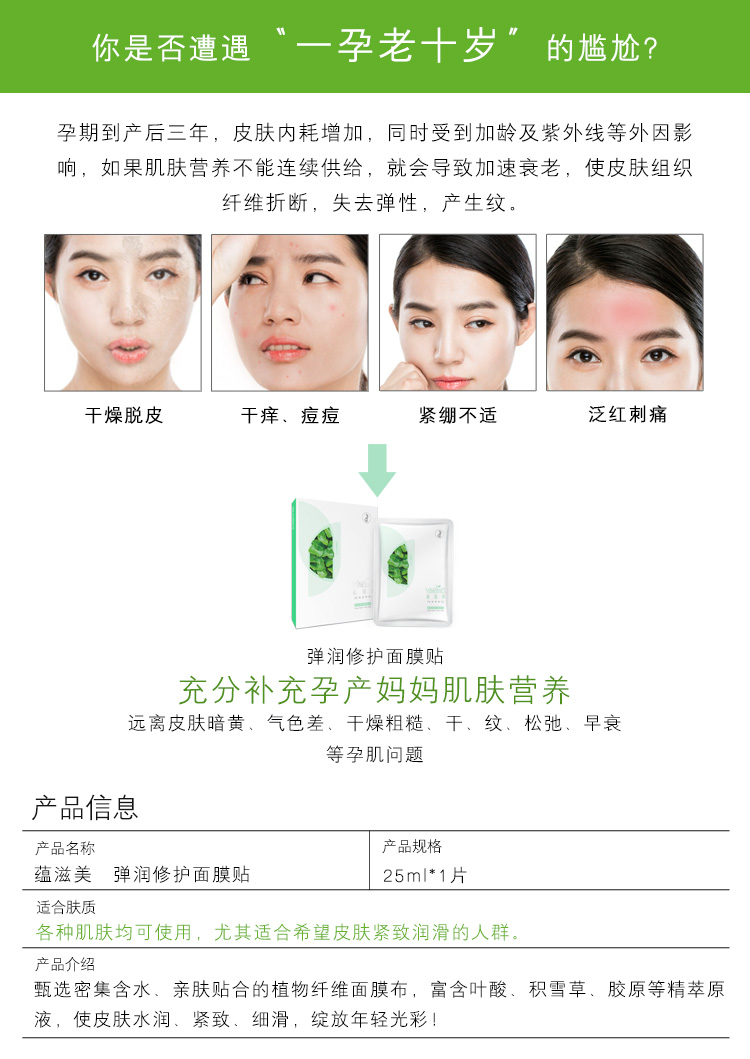 你是否遭遇“一孕老十岁”的尴尬?
孕期到产后三年，皮肤内耗增加，同时受到加龄及紫外线等外因影
响，如果肌肤营养不能连续供给，就会导致加速衰老，使皮肤组织
纤维折断，失去弹性，产生纹。
干燥脱皮
干痒、痘痘
紧绷不适
泛红刺痛
弹润修护面膜贴
充分补充孕产妈妈肌肤营养
远离皮肤暗黄、气色差、干燥粗糙、干、纹、松弛、早衰
等孕肌问题
产品信息
产品名称
蕴滋美 弹润修护面膜贴
产品规格
25ml*1片
适合肤质
各种肌肤均可使用，尤其适合希望皮肤紧致润滑的人群。
产品介绍
甄选密集含水、亲肤贴合的植物纤维面膜布，富含叶酸、积雪草、胶原等精萃原
液，使皮肤水润、紧致、细滑，绽放年轻光彩!